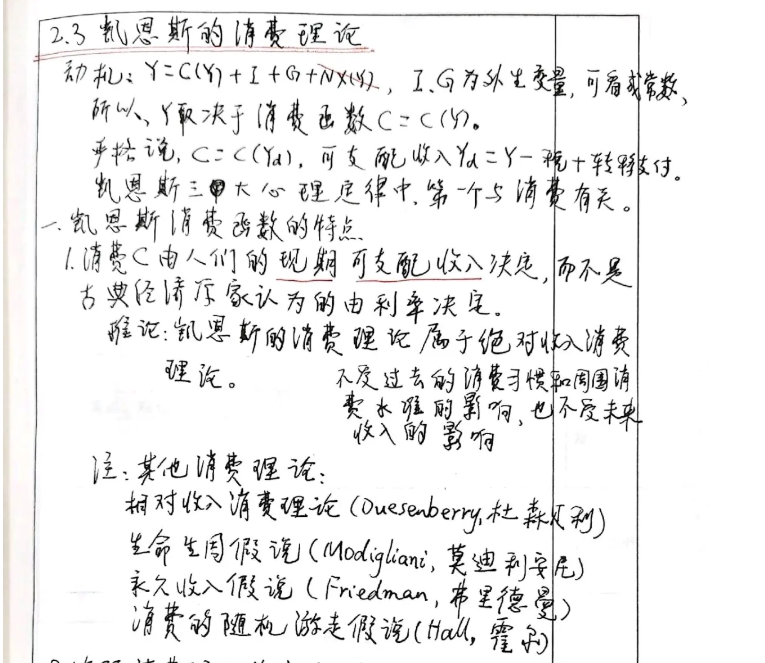 2.3 凯恩斯的消费理论
动机: Y=C(Y)+I+G+NX(Y), I、G为外生变量,可看成常数,
所以、Y取决于消费函数C=C(Y)。
严格说, C=C(Yd), 可支配收入Yd=Y-税+转移支付。
凯恩斯三大心理定律中,第一个与消费有关。
一、凯恩斯消费函数的特点
1.消费C由人们的现期可支配收入决定,而不是
古典经济学家认为的由利率决定。
推论:凯恩斯的消费理论属于绝对收入消费
理论。
不受过去的消费习惯和周围消
费水准的影响,也不受未来
收入的影响
注:其他消费理论:
相对收入消费理论(Duesenberry,杜森贝利)
生命生周假说(Modigliani,莫迪利安尼)
永久收入假说(Friedman,弗里德曼)
消费的随机游走假说(Hall,霍尔)